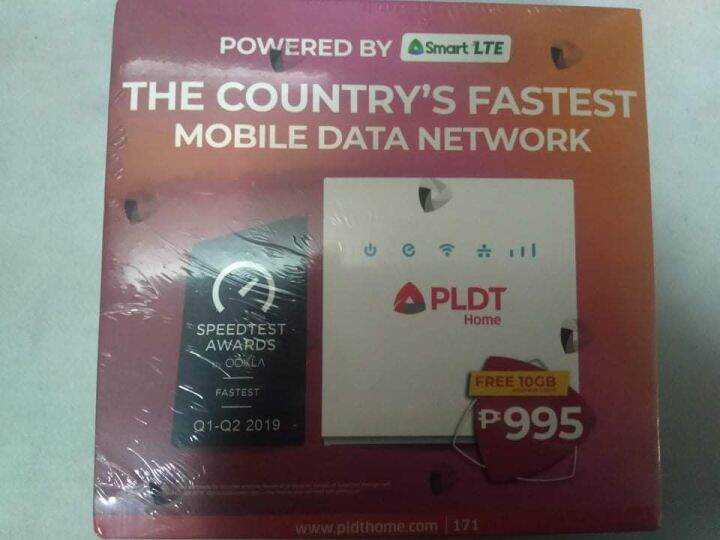 POWERED BY Smart LTE
THE COUNTRY'S FASTEST
MOBILE DATA NETWORK
PLDT
Home
SPEEDTEST
AWARDS
BY OOKLA
FASTEST
Q1-Q2 2019
FREE 10GB
₱995
www.pldthome.com | 171